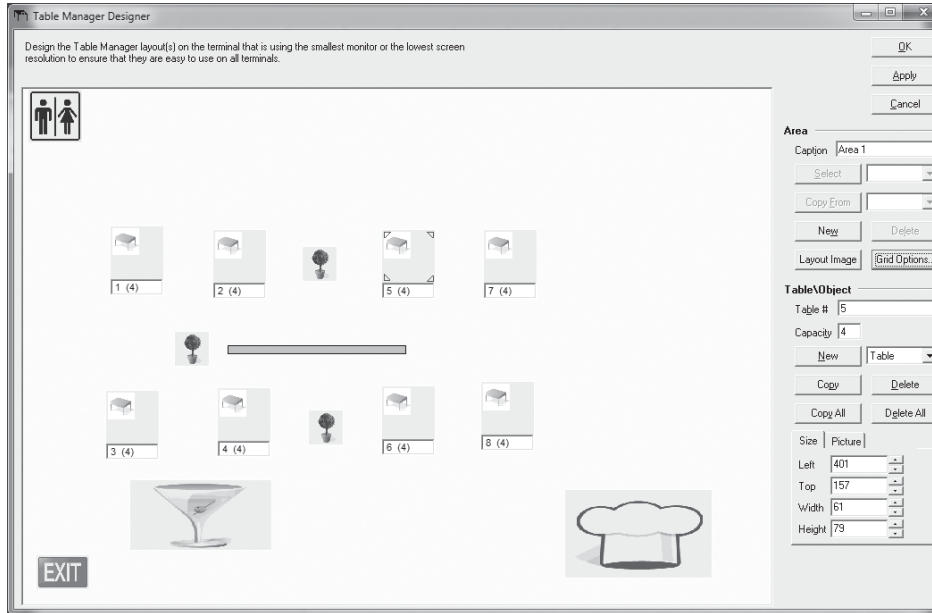 Table Manager Designer
Design the Table Manager layout(s) on the terminal that is using the smallest monitor or the lowest screen
resolution to ensure that they are easy to use on all terminals.
OK
Apply
Cancel
Area
Caption Area 1
Select
Copy From
New Delete
Layout Image Grid Options...
Table\Object
Table # 5
Capacity 4
New Table
Copy Delete
Copy All Delete All
Size Picture
Left 401
Top 157
Width 61
Height 79
1 (4) 2 (4) 5 (4) 7 (4)
3 (4) 4 (4) 6 (4) 8 (4)
EXIT